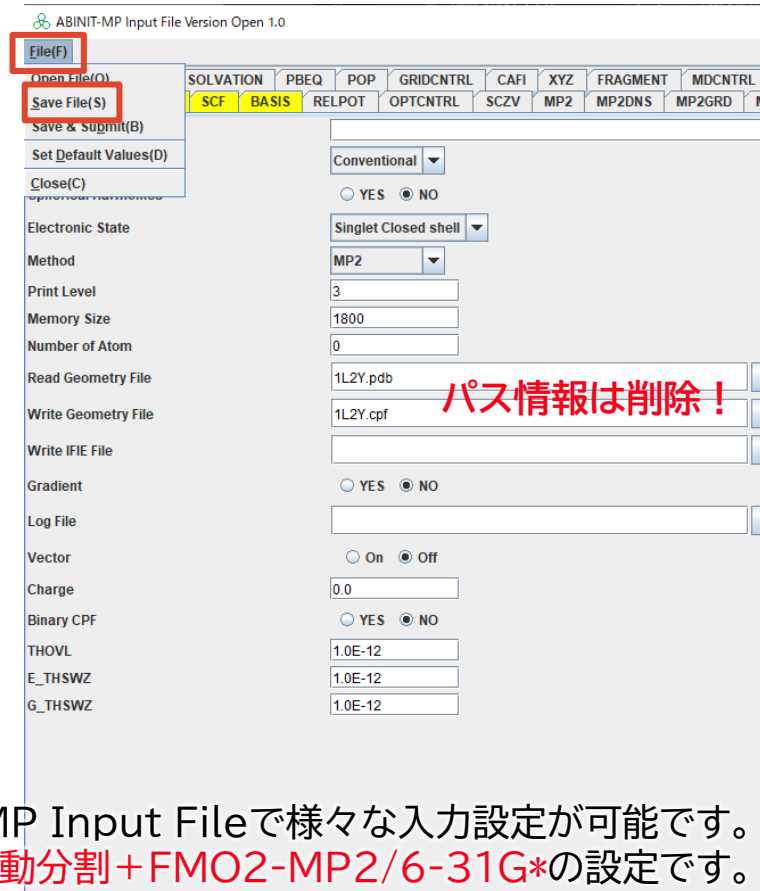 ABINIT-MP Input File Version Open 1.0
File(F)
Open File(O)
Save File(S)
Save & Submit(B)
Set Default Values(D)
Close(C)
SOLVATION PBEQ POP GRIDCNTRL CAFI XYZ FRAGMENT MDCNTRL
SCF BASIS RELPOT OPTCNTRL SCZV MP2 MP2DNS MP2GRD
Conventional
Spherical Harmonics YES NO
Electronic State Singlet Closed shell
Method MP2
Print Level 3
Memory Size 1800
Number of Atom 0
Read Geometry File 1L2Y.pdb
パス情報は削除！
Write Geometry File 1L2Y.cpf
Write IFIE File
Gradient YES NO
Log File
Vector On Off
Charge 0.0
Binary CPF YES NO
THOVL 1.0E-12
E_THSWZ 1.0E-12
G_THSWZ 1.0E-12
MP Input Fileで様々な入力設定が可能です。
動分割＋FMO2-MP2/6-31G*の設定です。